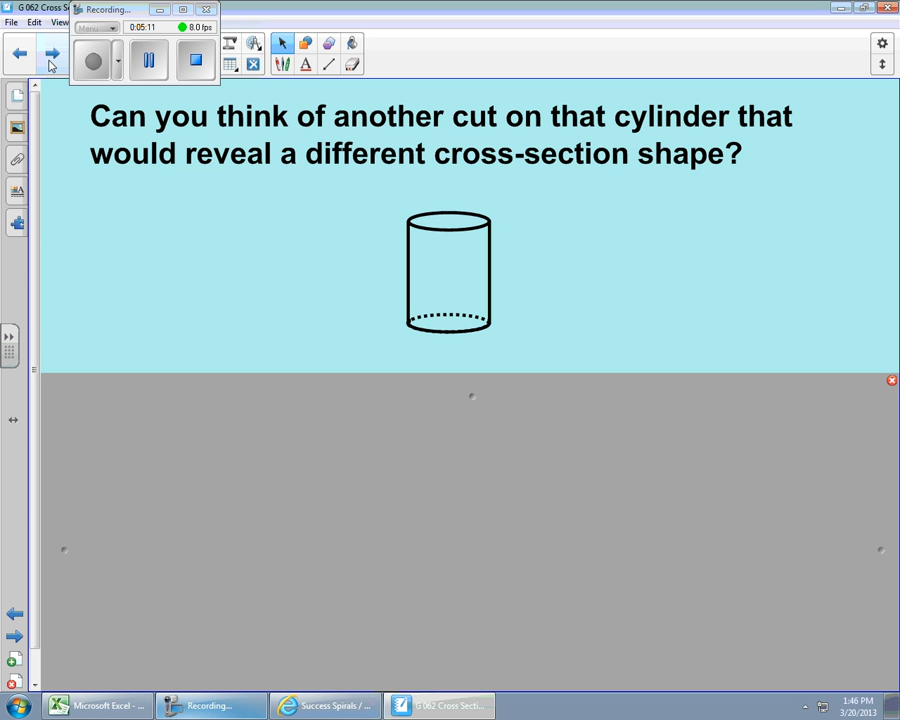 G 062 Cross Se
Recording...
File Edit View
Menu
0:05:11 8.0 fps
A
Can you think of another cut on that cylinder that
would reveal a different cross-section shape?
Microsoft Excel - ... Recording... Success Spirals / ... G 062 Cross Secti...
1:46 PM
3/20/2013